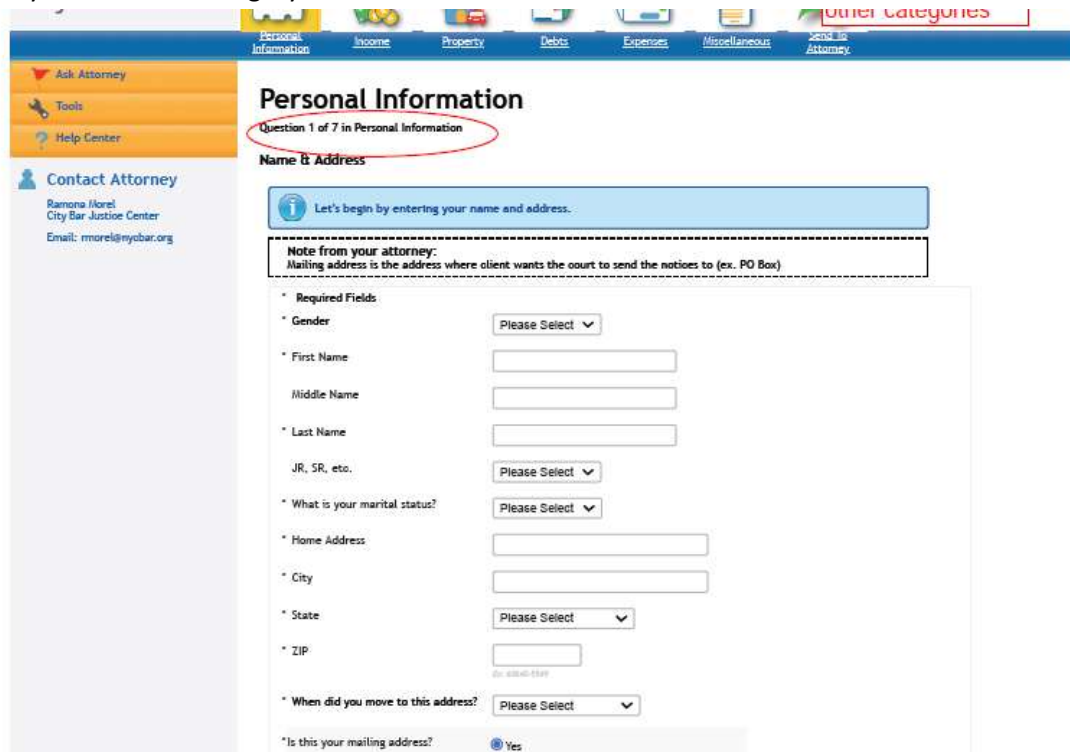 other categories
Personal Information
Income
Property
Debts
Expenses
Miscellaneous
Send To Attorney
Ask Attorney
Tools
Help Center
Contact Attorney
Ramona Morel
City Bar Justice Center
Email: rmorel@nycbar.org
Personal Information
Question 1 of 7 in Personal Information
Name & Address
Let's begin by entering your name and address.
Note from your attorney:
Mailing address is the address where client wants the court to send the notices to (ex. PO Box)
* Required Fields
* Gender Please Select
* First Name
Middle Name
* Last Name
JR, SR, etc. Please Select
* What is your marital status? Please Select
* Home Address
* City
* State Please Select
* ZIP
* When did you move to this address? Please Select
*Is this your mailing address? Yes